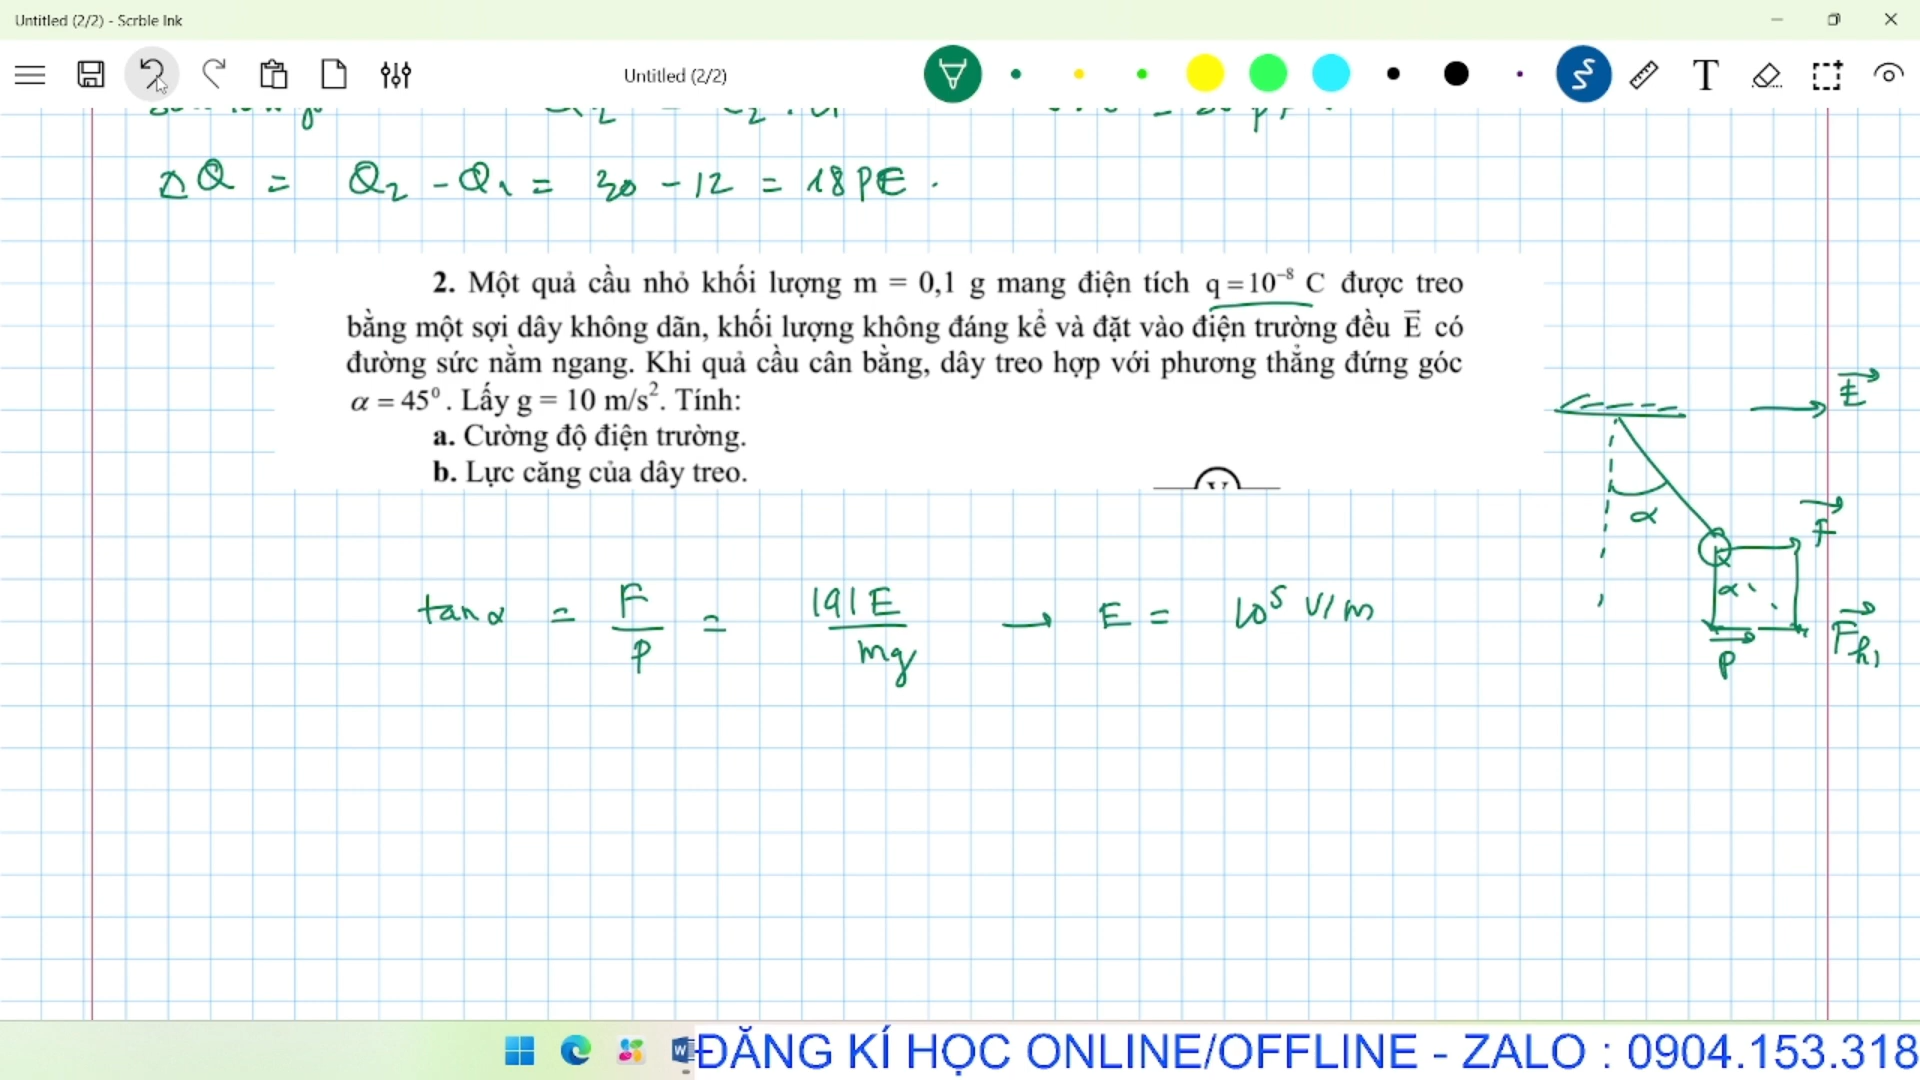 Untitled (2/2) - Scrble Ink
Untitled (2/2)
T
ΔQ = Q₂ - Q₁ = 30 - 12 = 18 PE.
2. Một quả cầu nhỏ khối lượng m = 0,1 g mang điện tích q = 10⁻⁸ C được treo
bằng một sợi dây không dãn, khối lượng không đáng kể và đặt vào điện trường đều E⃗ có
đường sức nằm ngang. Khi quả cầu cân bằng, dây treo hợp với phương thẳng đứng góc
α = 45⁰. Lấy g = 10 m/s². Tính:
a. Cường độ điện trường.
b. Lực căng của dây treo.
E⃗
α
F⃗
α
P⃗
F⃗h1
tan α = F/P = |q|E/mg → E = 10⁵ V/m
ĐĂNG KÍ HỌC ONLINE/OFFLINE - ZALO : 0904.153.318